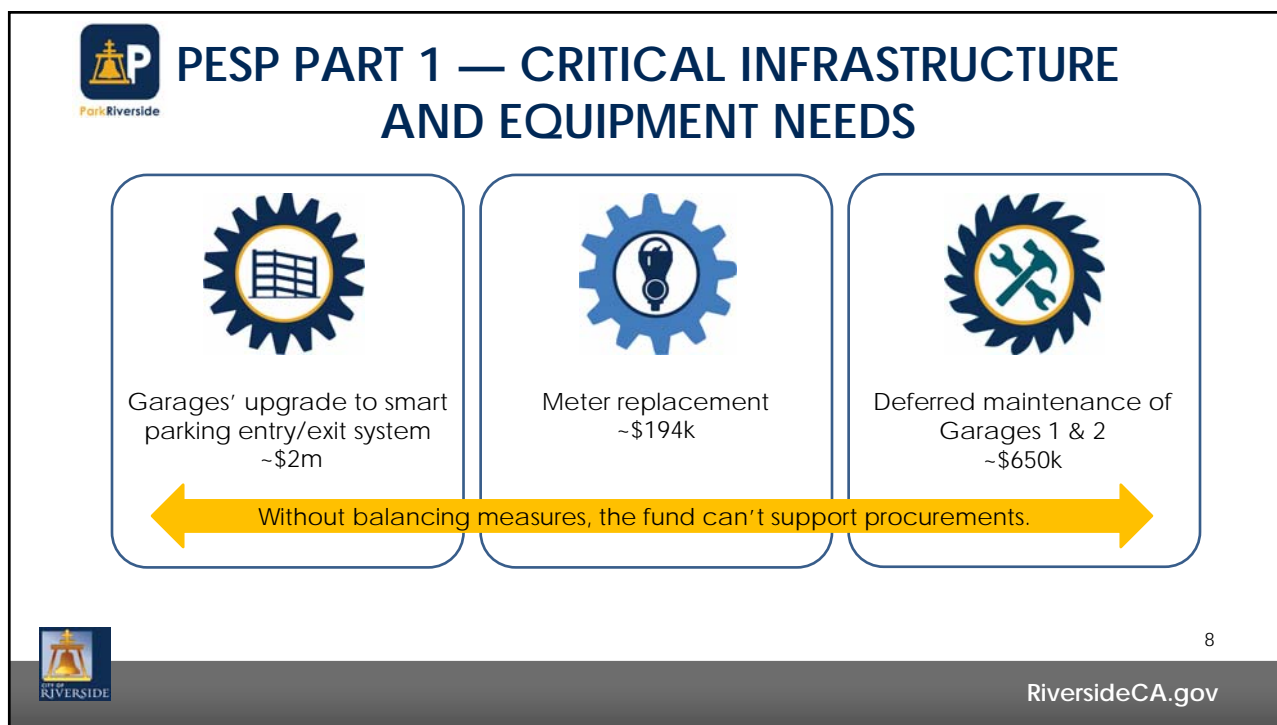 P
ParkRiverside
PESP PART 1 — CRITICAL INFRASTRUCTURE
AND EQUIPMENT NEEDS
Garages’ upgrade to smart
parking entry/exit system
~$2m
Meter replacement
~$194k
Deferred maintenance of
Garages 1 & 2
~$650k
Without balancing measures, the fund can’t support procurements.
8
CITY OF
RIVERSIDE
RiversideCA.gov